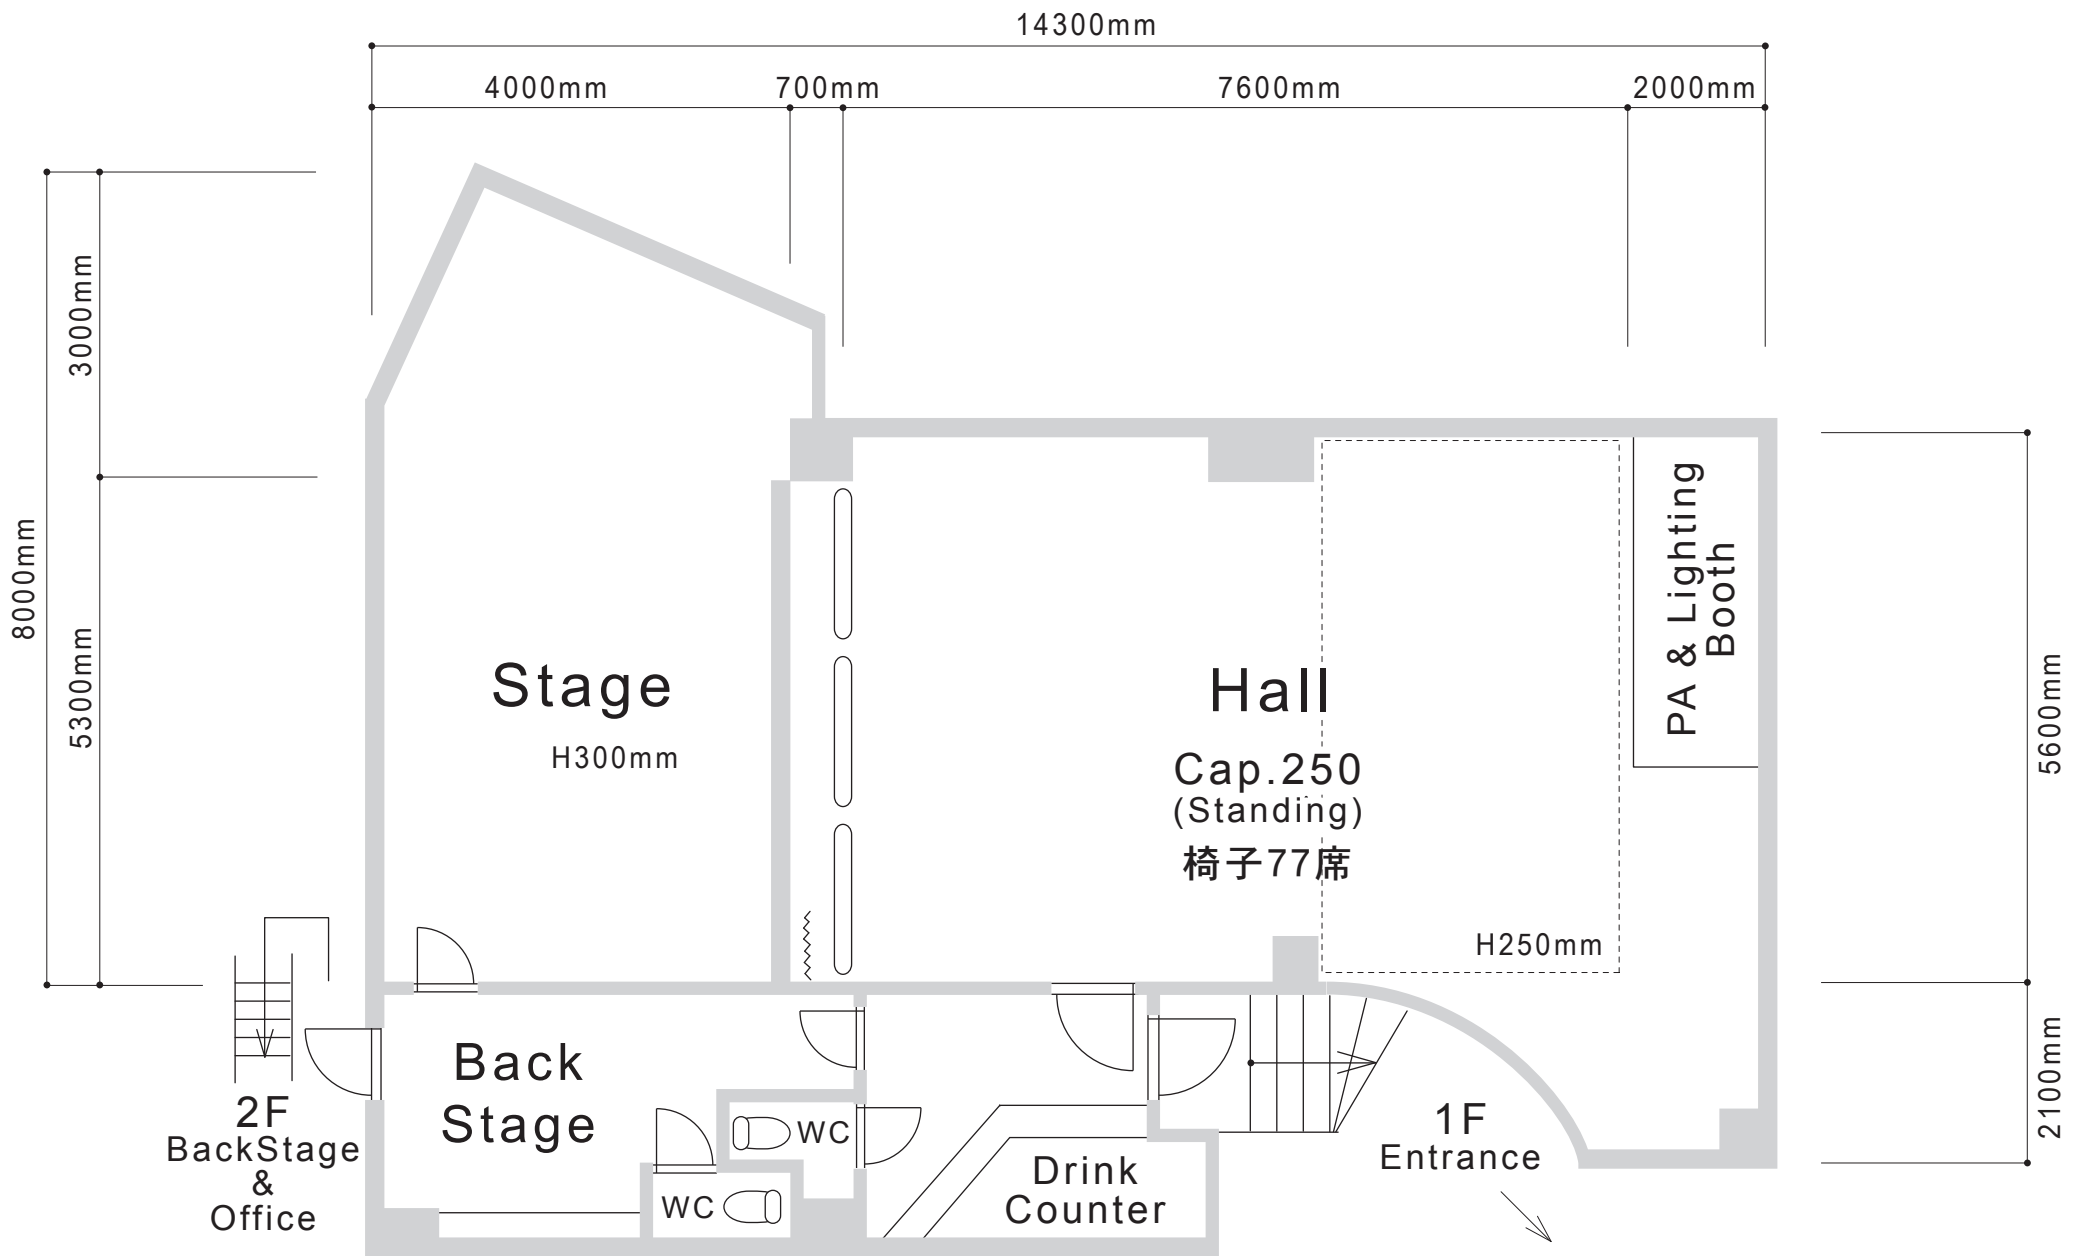 14300mm
4000mm
700mm
7600mm
2000mm
3000mm
8000mm
5300mm
Stage
H300mm
Hall
Cap.250
(Standing)
椅子77席
H250mm
PA & Lighting
Booth
5600mm
2100mm
Back
Stage
WC
WC
Drink
Counter
1F
Entrance
2F
BackStage
&
Office